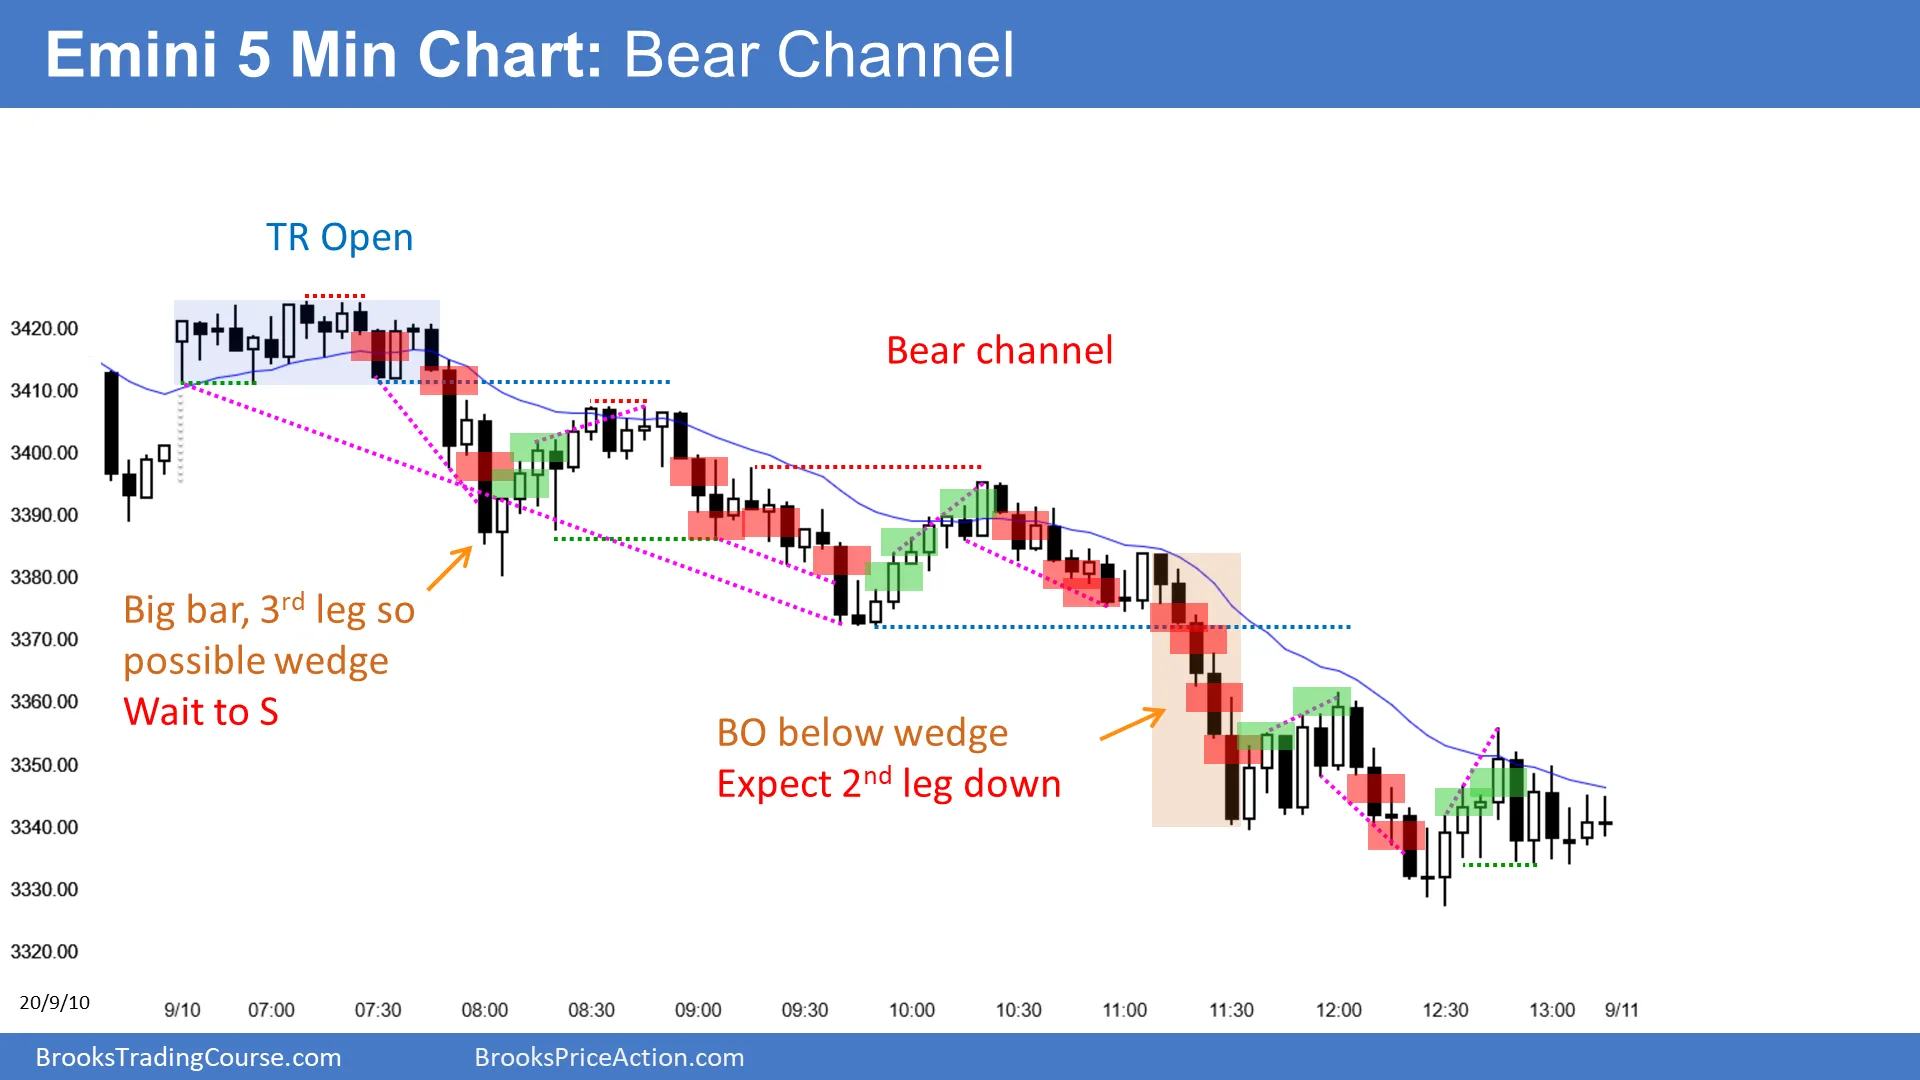 Emini 5 Min Chart: Bear Channel
TR Open
Bear channel
3420.00
3410.00
3400.00
3390.00
3380.00
3370.00
3360.00
3350.00
3340.00
3330.00
3320.00
Big bar, 3rd leg so
possible wedge
Wait to S
BO below wedge
Expect 2nd leg down
20/9/10
9/10 07:00 07:30 08:00 08:30 09:00 09:30 10:00 10:30 11:00 11:30 12:00 12:30 13:00 9/11
BrooksTradingCourse.com BrooksPriceAction.com